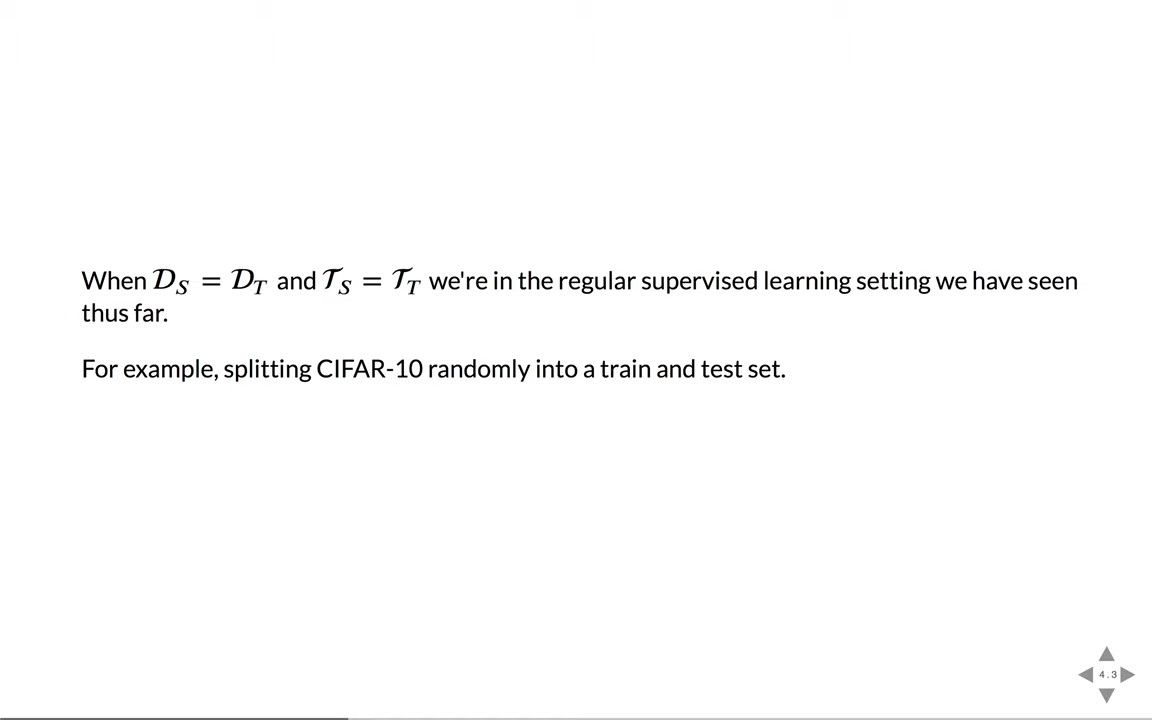 When 𝒟_S = 𝒟_T and 𝒯_S = 𝒯_T we're in the regular supervised learning setting we have seen
thus far.
For example, splitting CIFAR-10 randomly into a train and test set.
4.3